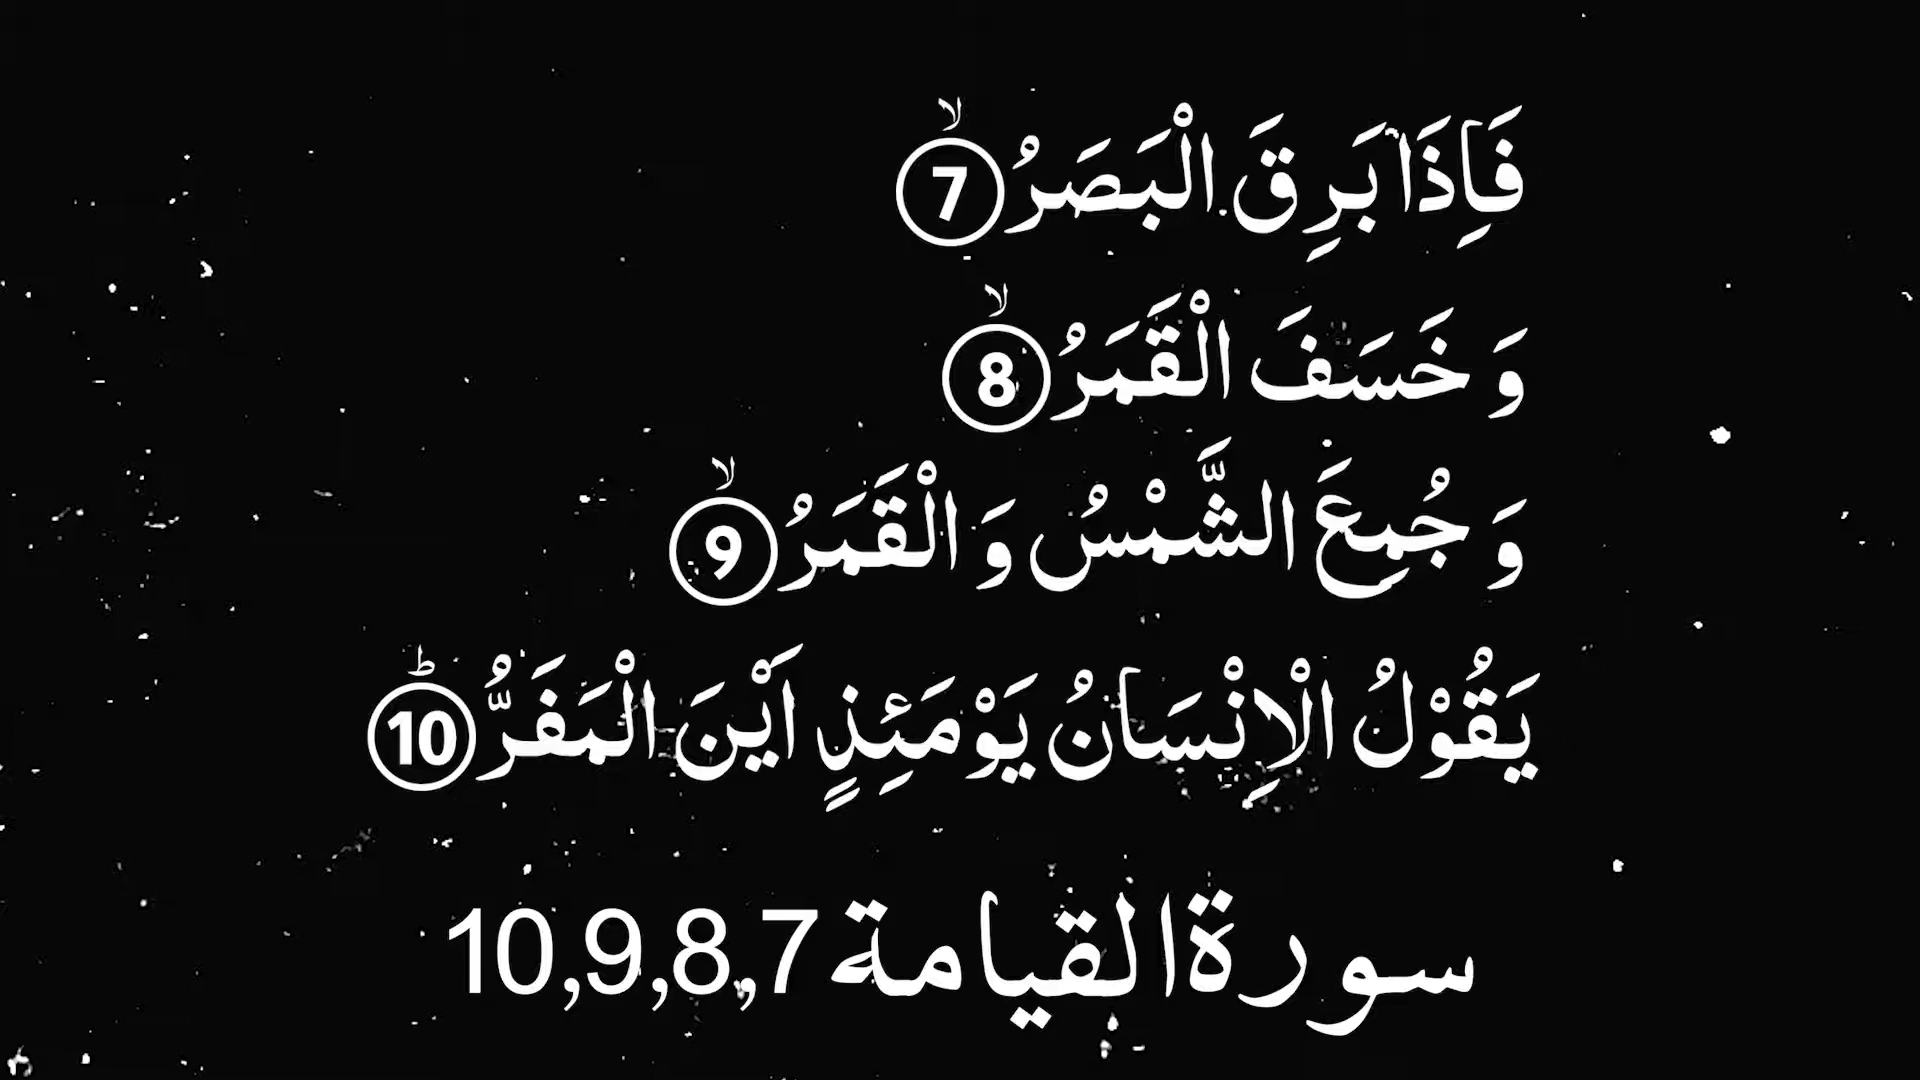 فَاِذَا بَرِقَ الْبَصَرُ 7 ۙ
وَ خَسَفَ الْقَمَرُ 8 ۙ
وَ جُمِعَ الشَّمْسُ وَ الْقَمَرُ 9 ۙ
يَقُوْلُ الْاِنْسَانُ يَوْمَئِذٍ اَيْنَ الْمَفَرُّ 10 ؕ
سورة القيامة 7,8,9,10